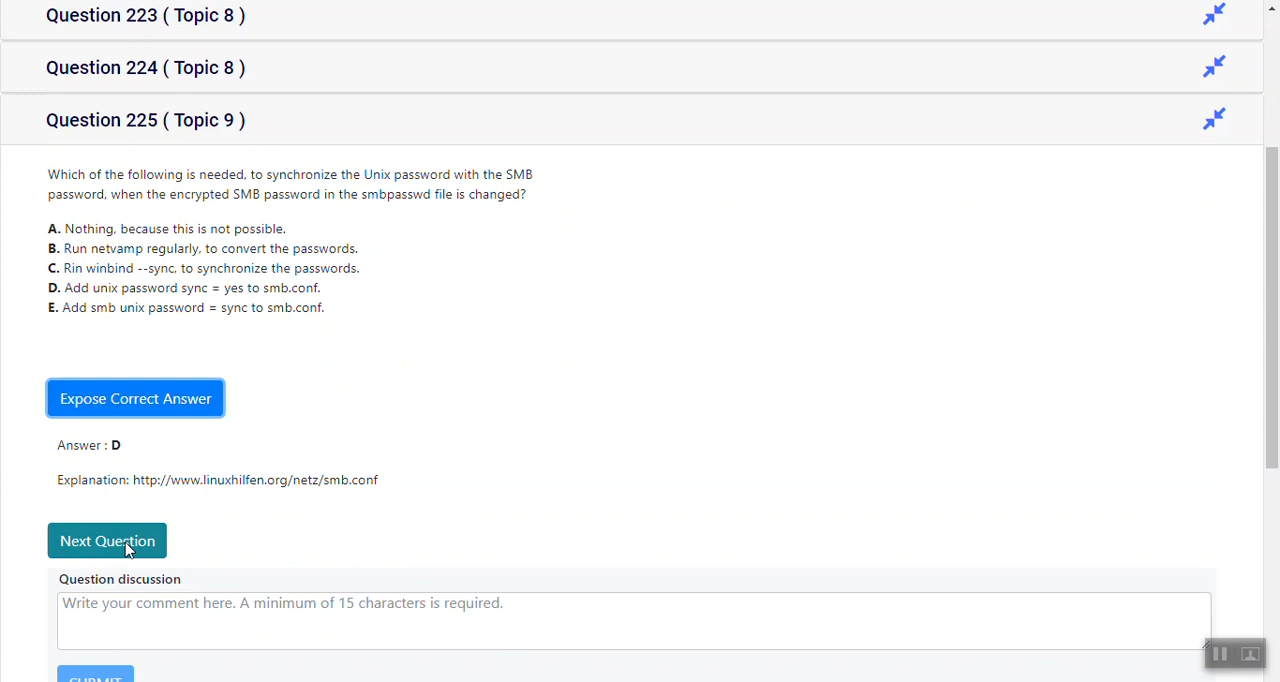 Question 223 ( Topic 8 )
Question 224 ( Topic 8 )
Question 225 ( Topic 9 )
Which of the following is needed, to synchronize the Unix password with the SMB
password, when the encrypted SMB password in the smbpasswd file is changed?
A. Nothing, because this is not possible.
B. Run netvamp regularly, to convert the passwords.
C. Rin winbind --sync, to synchronize the passwords.
D. Add unix password sync = yes to smb.conf.
E. Add smb unix password = sync to smb.conf.
Expose Correct Answer
Answer : D
Explanation: http://www.linuxhilfen.org/netz/smb.conf
Next Question
Question discussion
Write your comment here. A minimum of 15 characters is required.
SUBMIT